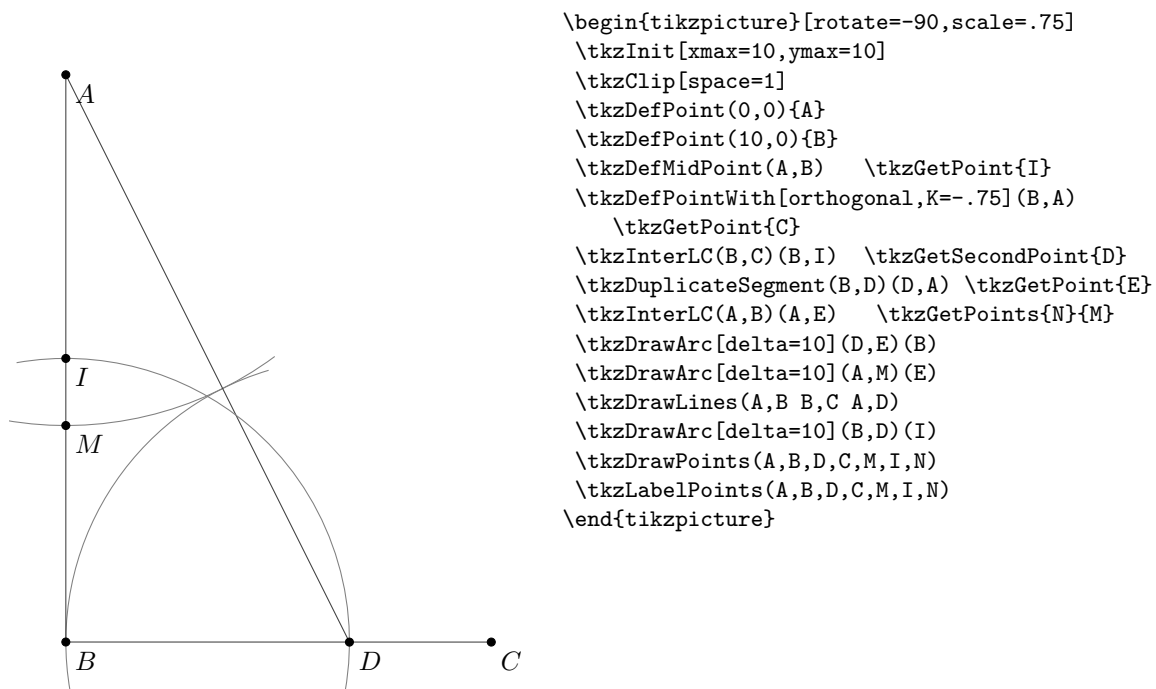 A
I
M
B
D
C
\begin{tikzpicture}[rotate=-90,scale=.75]
\tkzInit[xmax=10,ymax=10]
\tkzClip[space=1]
\tkzDefPoint(0,0){A}
\tkzDefPoint(10,0){B}
\tkzDefMidPoint(A,B)   \tkzGetPoint{I}
\tkzDefPointWith[orthogonal,K=-.75](B,A)
\tkzGetPoint{C}
\tkzInterLC(B,C)(B,I)  \tkzGetSecondPoint{D}
\tkzDuplicateSegment(B,D)(D,A) \tkzGetPoint{E}
\tkzInterLC(A,B)(A,E)   \tkzGetPoints{N}{M}
\tkzDrawArc[delta=10](D,E)(B)
\tkzDrawArc[delta=10](A,M)(E)
\tkzDrawLines(A,B B,C A,D)
\tkzDrawArc[delta=10](B,D)(I)
\tkzDrawPoints(A,B,D,C,M,I,N)
\tkzLabelPoints(A,B,D,C,M,I,N)
\end{tikzpicture}